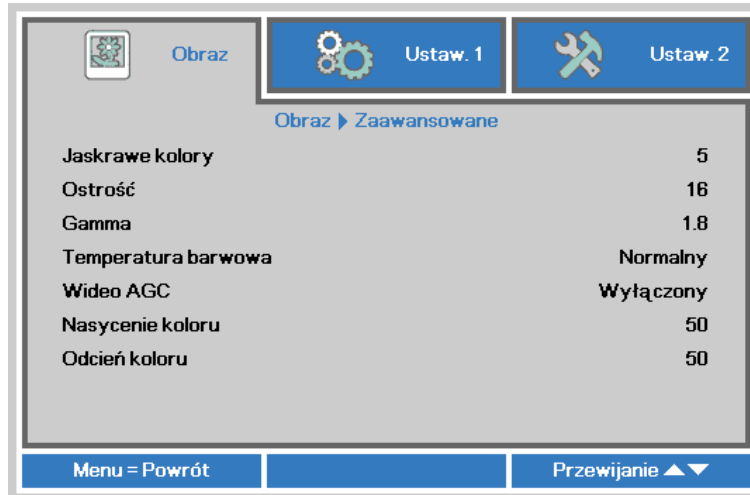 Obraz Ustaw. 1 Ustaw. 2
Obraz Zaawansowane
Jaskrawe kolory 5
Ostrość 16
Gamma 1.8
Temperatura barwowa Normalny
Wideo AGC Wyłączony
Nasycenie koloru 50
Odcień koloru 50
Menu = Powrót Przewijanie